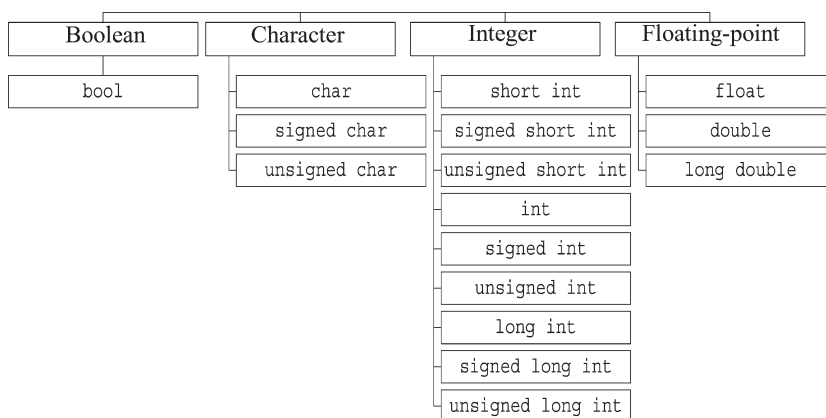 Boolean
bool
Character
char
signed char
unsigned char
Integer
short int
signed short int
unsigned short int
int
signed int
unsigned int
long int
signed long int
unsigned long int
Floating-point
float
double
long double